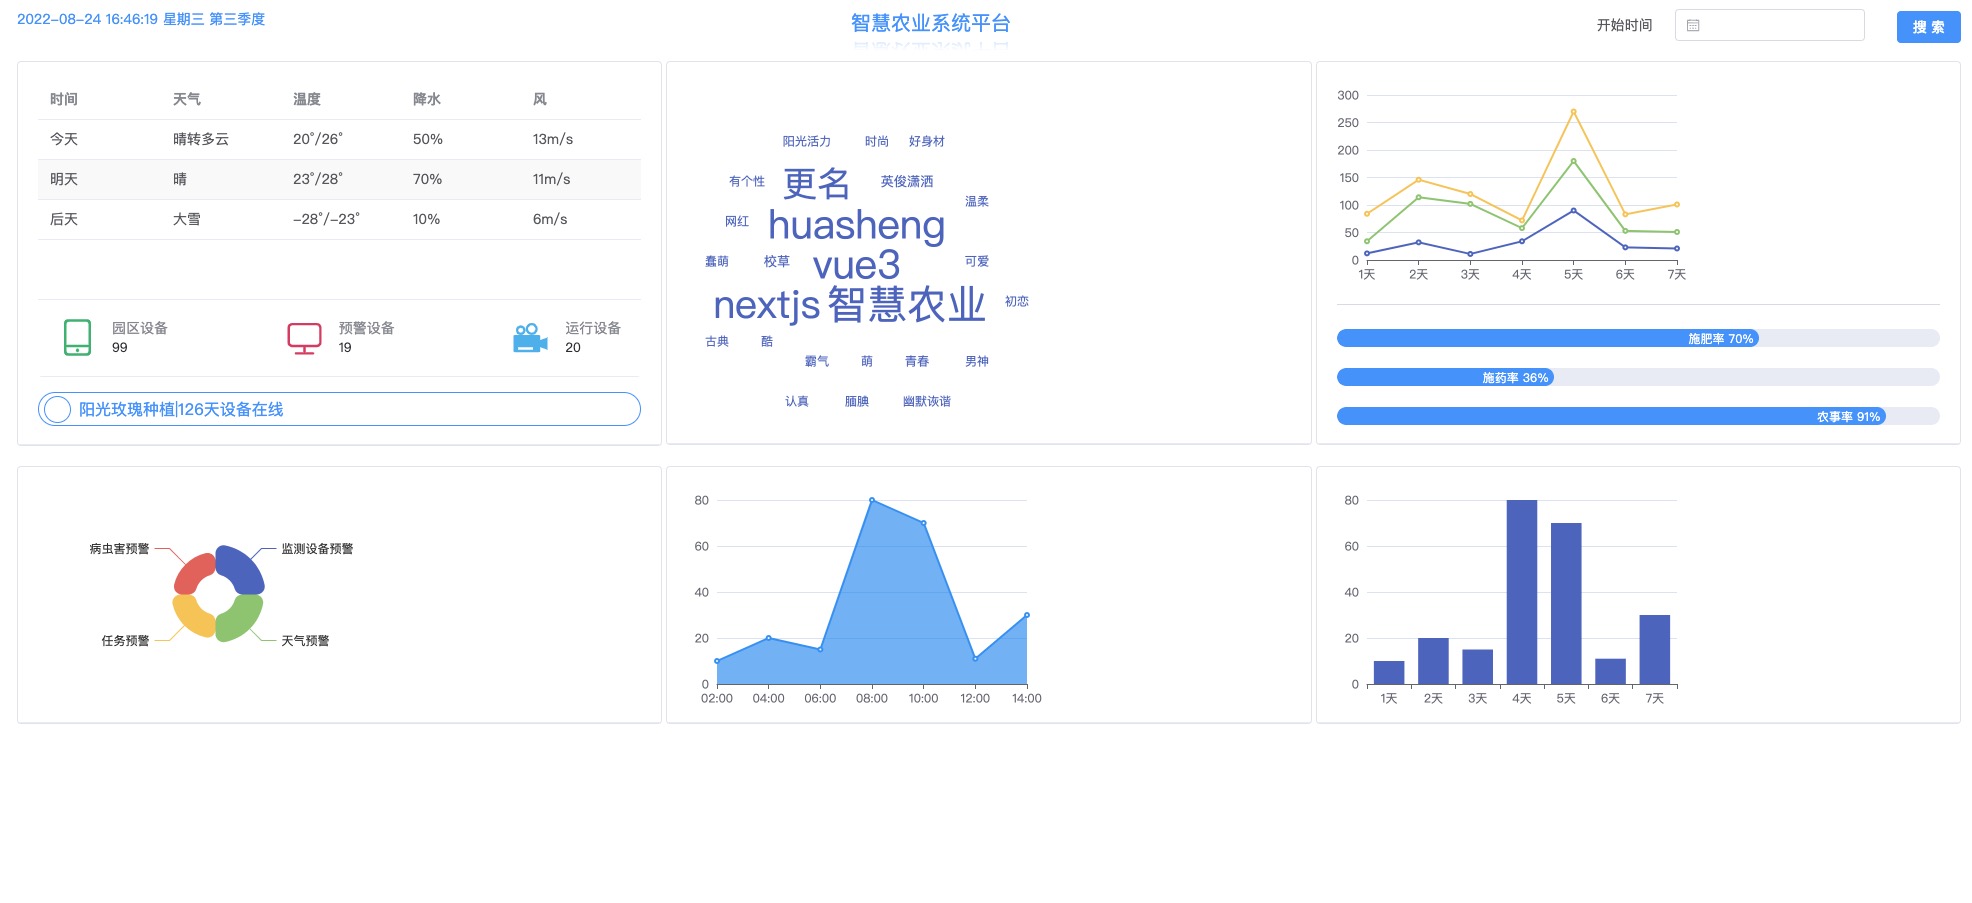 2022-08-24 16:46:19 星期三 第三季度
智慧农业系统平台
开始时间
搜 索
时间 天气 温度 降水 风
今天 晴转多云 20°/26° 50% 13m/s
明天 晴 23°/28° 70% 11m/s
后天 大雪 -28°/-23° 10% 6m/s
园区设备 预警设备 运行设备
99 19 20
阳光玫瑰种植|126天设备在线
阳光活力 时尚 好身材
有个性 更名 英俊潇洒
温柔
网红 huasheng
蠢萌 校草 vue3 可爱
nextjs 智慧农业 初恋
古典 酷
霸气 萌 青春 男神
认真 腼腆 幽默诙谐
300
250
200
150
100
50
0
1天 2天 3天 4天 5天 6天 7天
施肥率 70%
施药率 36%
农事率 91%
病虫害预警 监测设备预警
任务预警 天气预警
80
60
40
20
0
02:00 04:00 06:00 08:00 10:00 12:00 14:00
80
60
40
20
0
1天 2天 3天 4天 5天 6天 7天